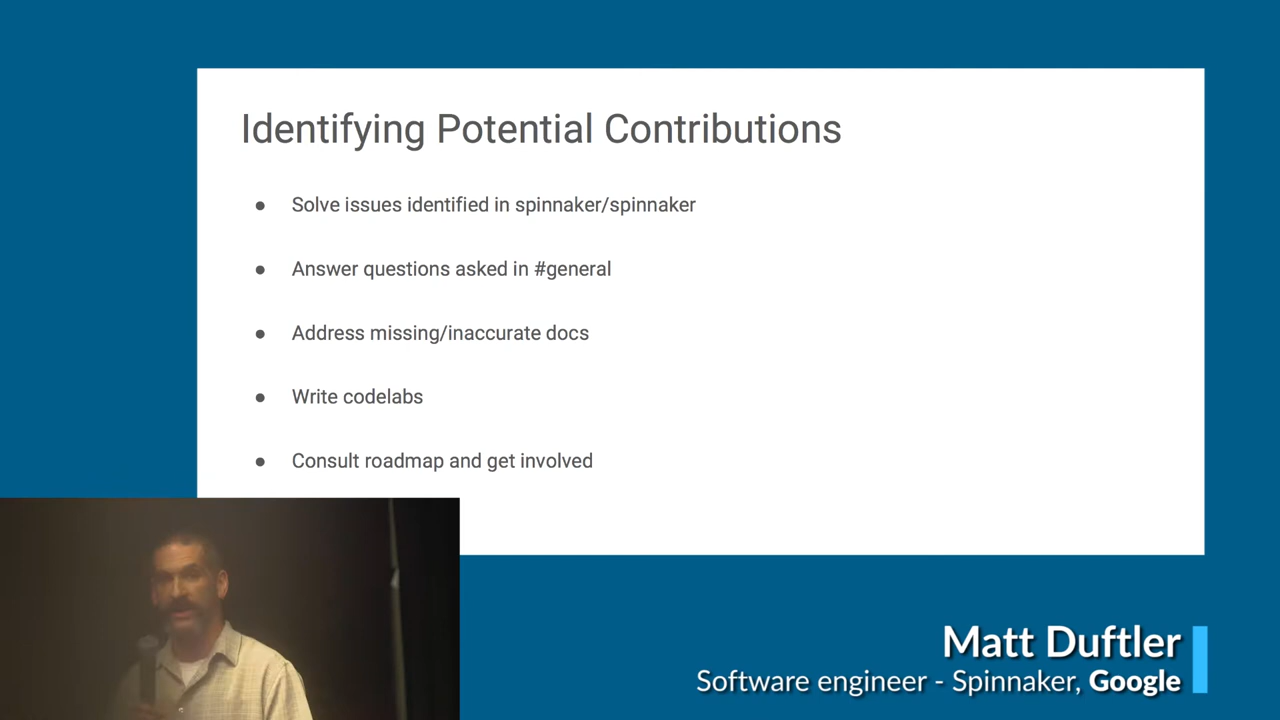 Identifying Potential Contributions
● Solve issues identified in spinnaker/spinnaker
● Answer questions asked in #general
● Address missing/inaccurate docs
● Write codelabs
● Consult roadmap and get involved
Matt Duftler
Software engineer - Spinnaker, Google